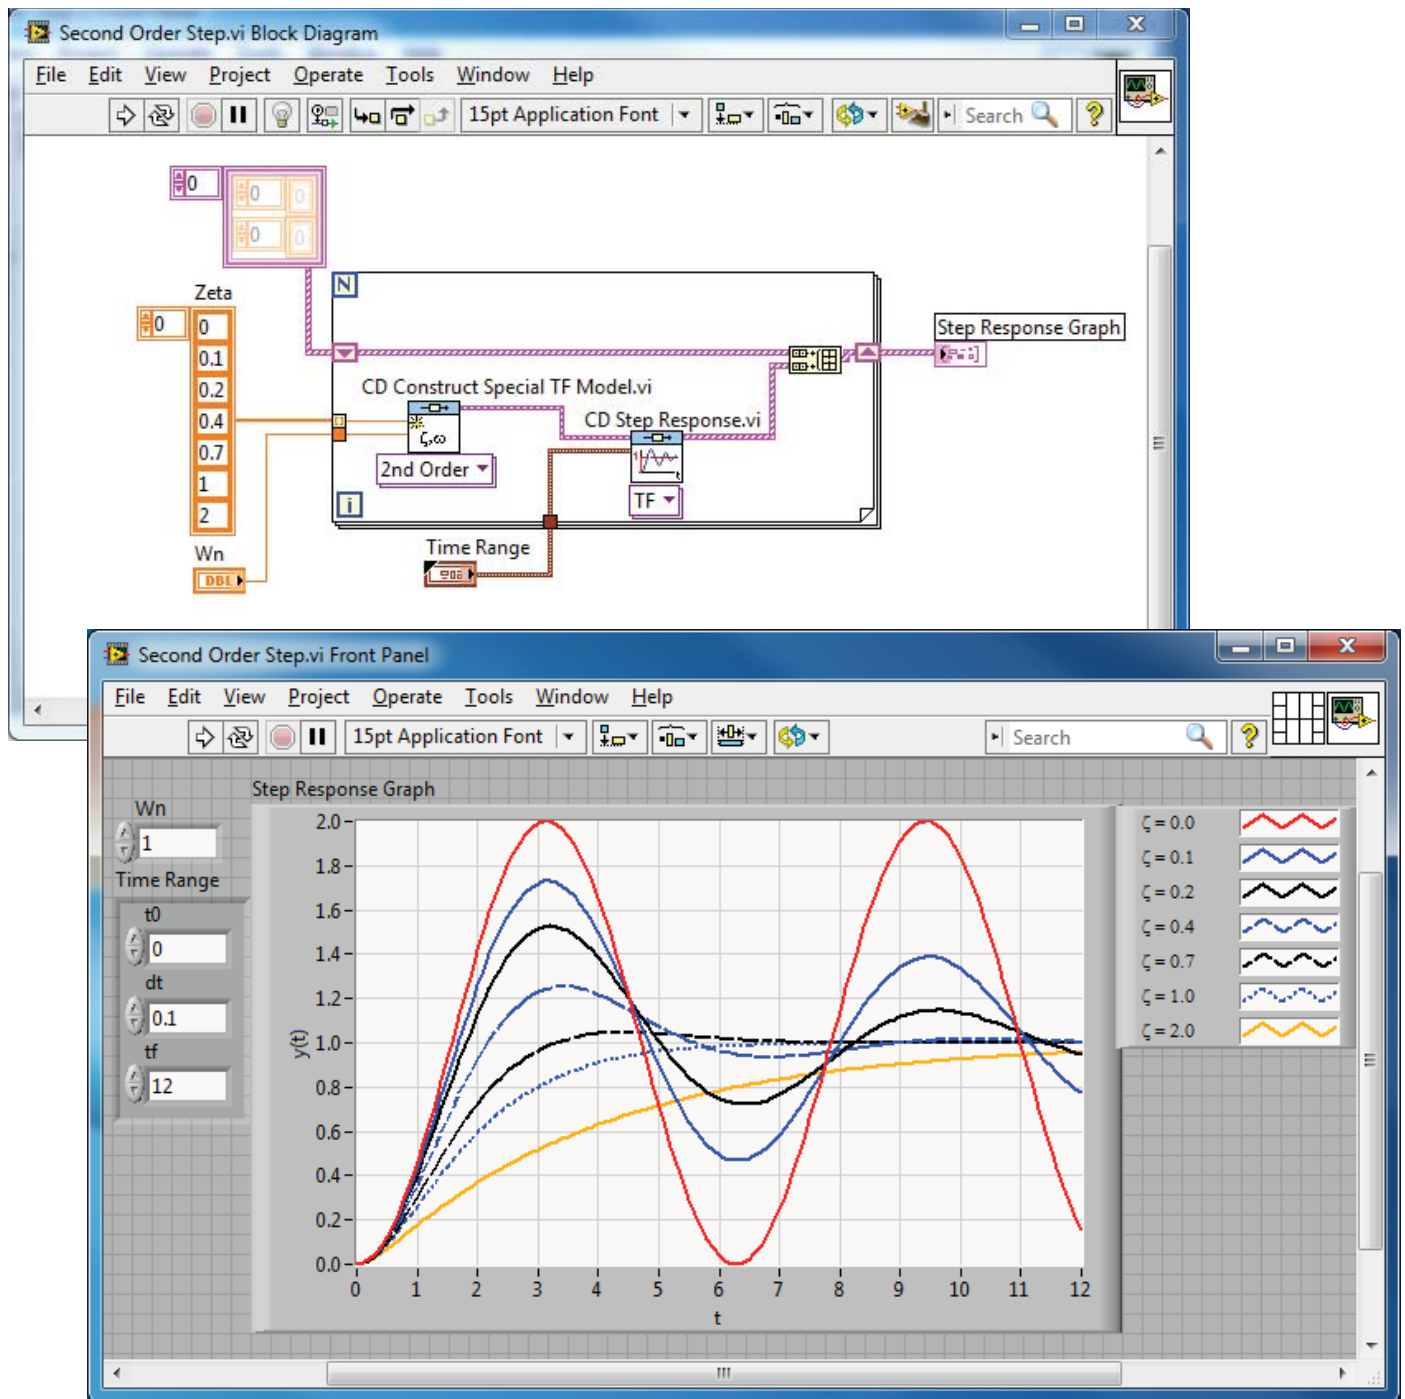 Second Order Step.vi Block Diagram
File Edit View Project Operate Tools Window Help
15pt Application Font
Search
0
0 0
0 0
Zeta
0
0
0.1
0.2
0.4
0.7
1
2
N
Step Response Graph
CD Construct Special TF Model.vi
ζ,ω
2nd Order
CD Step Response.vi
1
t
TF
i
Time Range
Wn
DBL
Second Order Step.vi Front Panel
File Edit View Project Operate Tools Window Help
15pt Application Font
Search
Wn
1
Time Range
t0
0
dt
0.1
tf
12
Step Response Graph
y(t)
2.0
1.8
1.6
1.4
1.2
1.0
0.8
0.6
0.4
0.2
0.0
0 1 2 3 4 5 6 7 8 9 10 11 12
t
ζ = 0.0
ζ = 0.1
ζ = 0.2
ζ = 0.4
ζ = 0.7
ζ = 1.0
ζ = 2.0